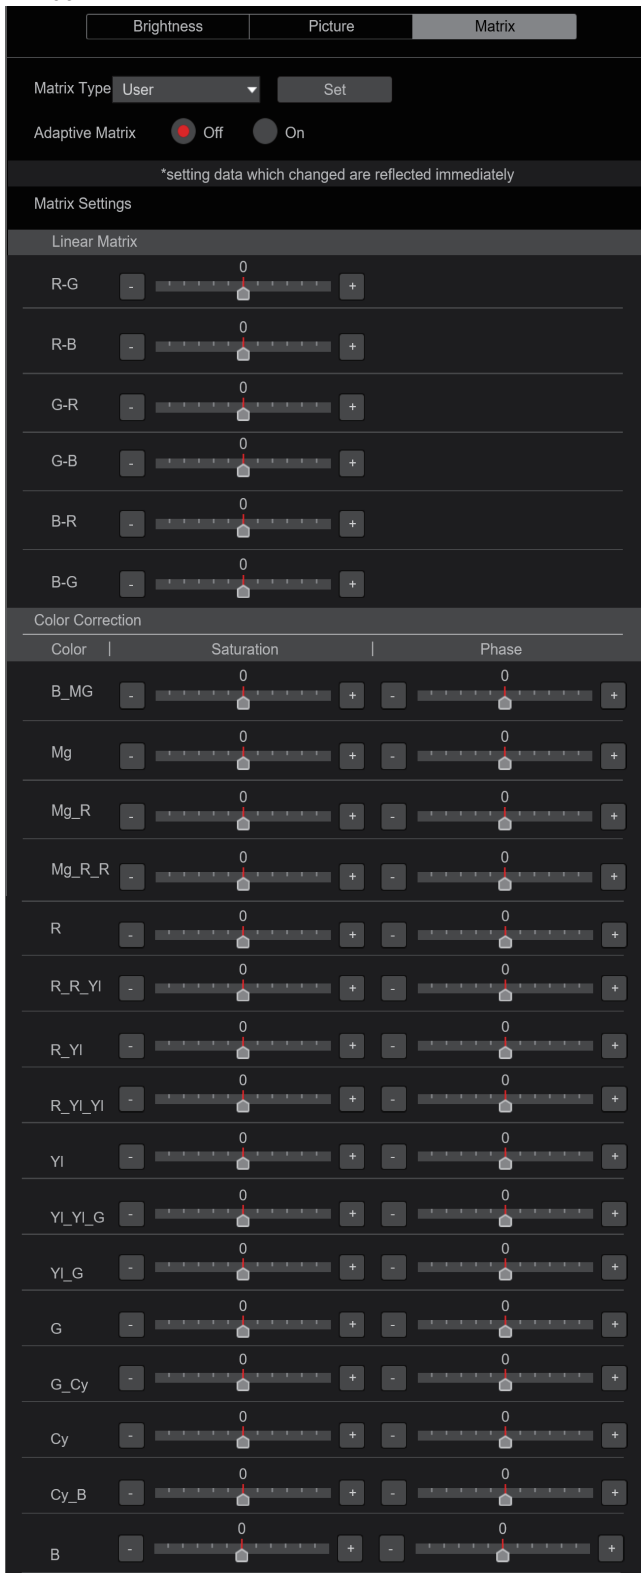 Brightness Picture Matrix
Matrix Type User Set
Adaptive Matrix Off On
*setting data which changed are reflected immediately
Matrix Settings
Linear Matrix
0
R-G - +
0
R-B - +
0
G-R - +
0
G-B - +
0
B-R - +
0
B-G - +
Color Correction
Color | Saturation | Phase
0 0
B_MG - + - +
0 0
Mg - + - +
0 0
Mg_R - + - +
0 0
Mg_R_R - + - +
0 0
R - + - +
0 0
R_R_Yl - + - +
0 0
R_Yl - + - +
0 0
R_Yl_Yl - + - +
0 0
Yl - + - +
0 0
Yl_Yl_G - + - +
0 0
Yl_G - + - +
0 0
G - + - +
0 0
G_Cy - + - +
0 0
Cy - + - +
0 0
Cy_B - + - +
0 0
B - + - +